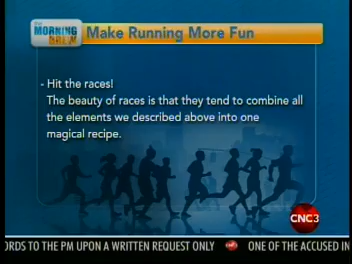 THE
MORNING
BREW
Make Running More Fun
- Hit the races!
The beauty of races is that they tend to combine all
the elements we described above into one
magical recipe.
CNC3
ORDS TO THE PM UPON A WRITTEN REQUEST ONLY CNC3 ONE OF THE ACCUSED IN